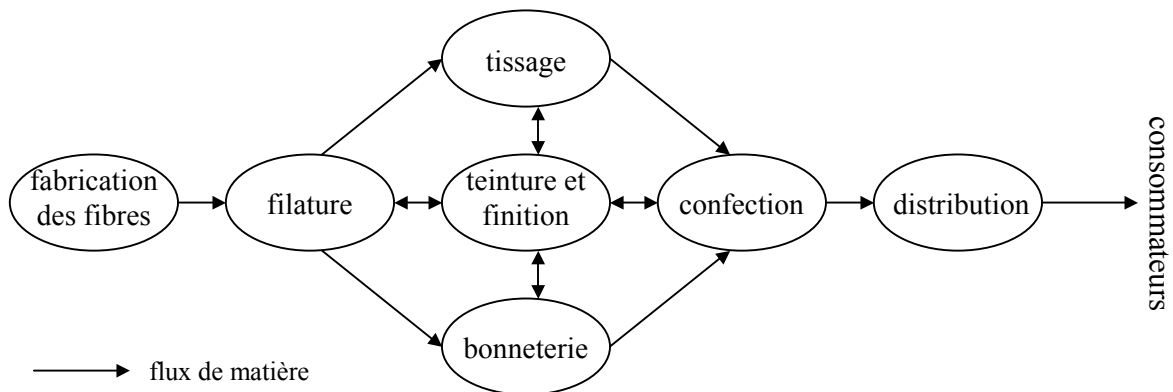 tissage
fabrication
des fibres
filature
teinture et
finition
confection
distribution
consommateurs
bonneterie
flux de matière